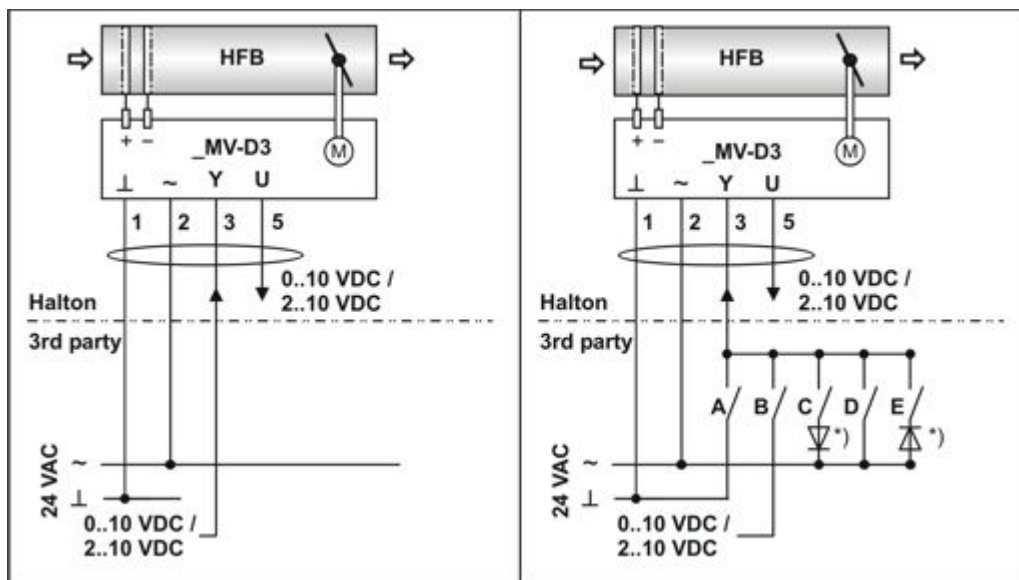 HFB
+ −
_MV-D3
M
⊥ ~ Y U
1 2 3 5
0..10 VDC /
2..10 VDC
Halton
3rd party
24 VAC
~
⊥
0..10 VDC /
2..10 VDC
HFB
+ −
_MV-D3
M
⊥ ~ Y U
1 2 3 5
0..10 VDC /
2..10 VDC
Halton
3rd party
A B C D E
*) *)
24 VAC
~
⊥
0..10 VDC /
2..10 VDC